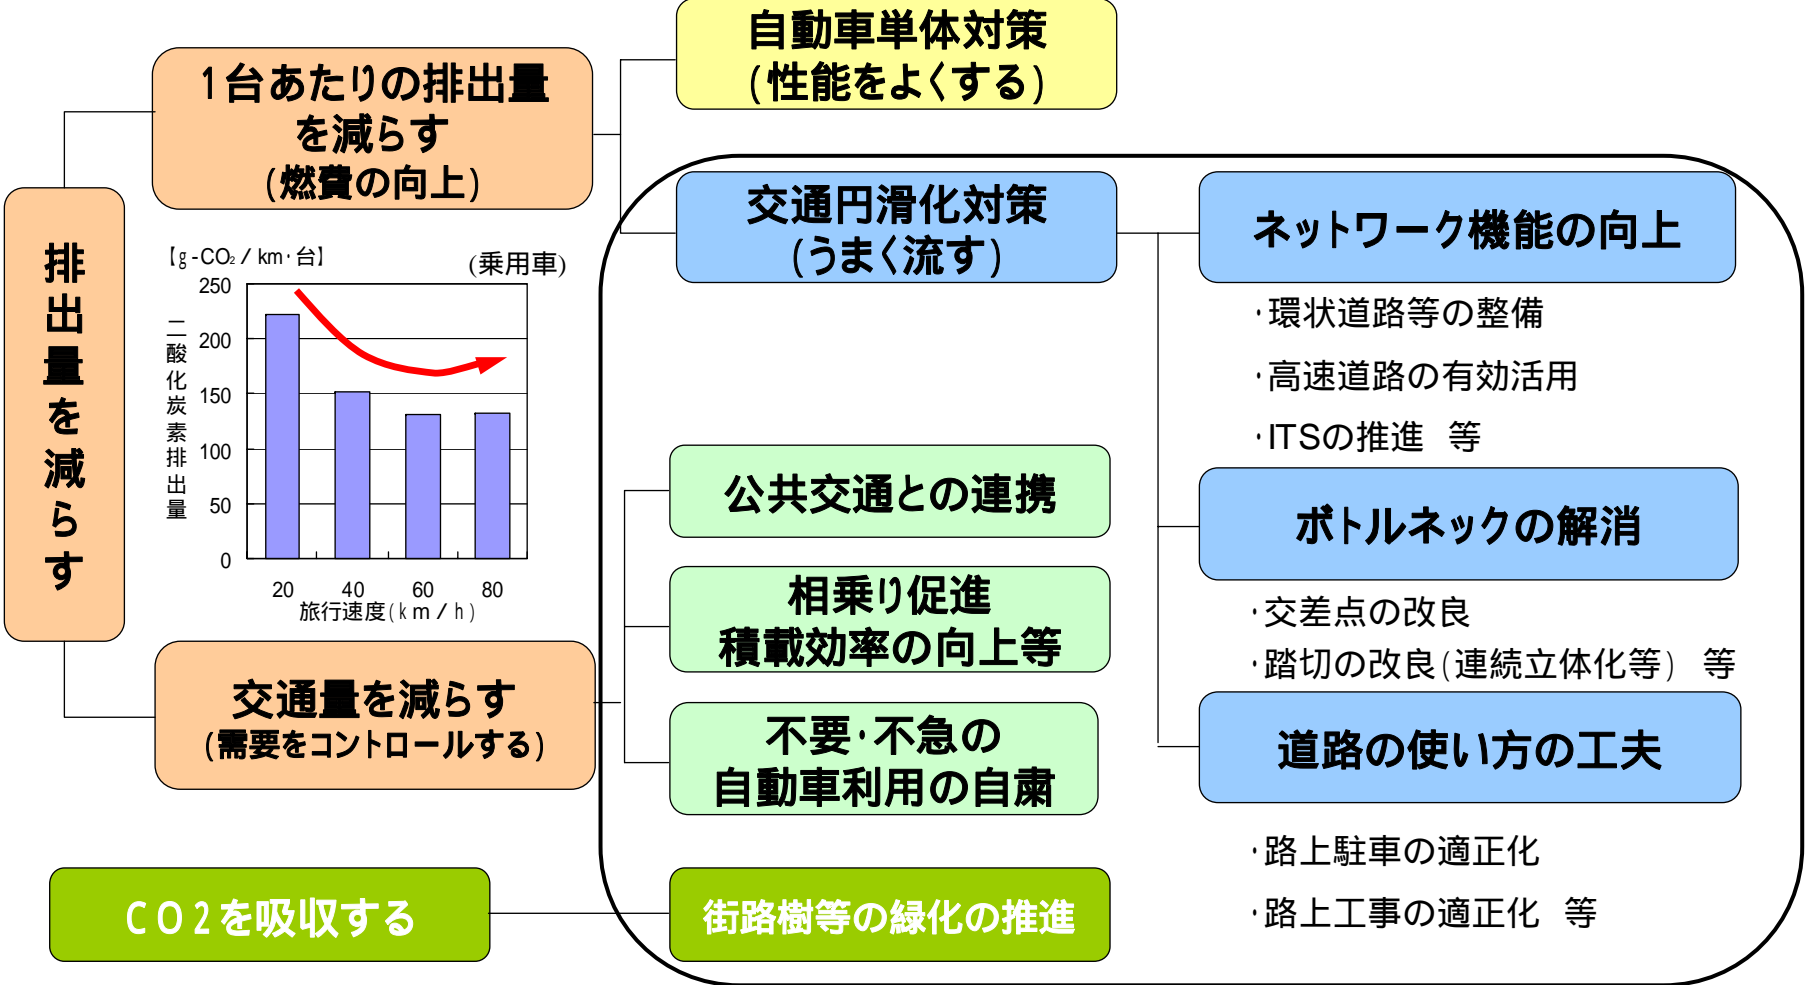 排出量を減らす
1台あたりの排出量
を減らす
(燃費の向上)
【g-CO₂/km・台】
(乗用車)
二酸化炭素排出量
250
200
150
100
50
0
20 40 60 80
旅行速度(km/h)
交通量を減らす
(需要をコントロールする)
CO2を吸収する
自動車単体対策
(性能をよくする)
交通円滑化対策
(うまく流す)
公共交通との連携
相乗り促進
積載効率の向上等
不要・不急の
自動車利用の自粛
街路樹等の緑化の推進
ネットワーク機能の向上
・環状道路等の整備
・高速道路の有効活用
・ITSの推進 等
ボトルネックの解消
・交差点の改良
・踏切の改良(連続立体化等) 等
道路の使い方の工夫
・路上駐車の適正化
・路上工事の適正化 等